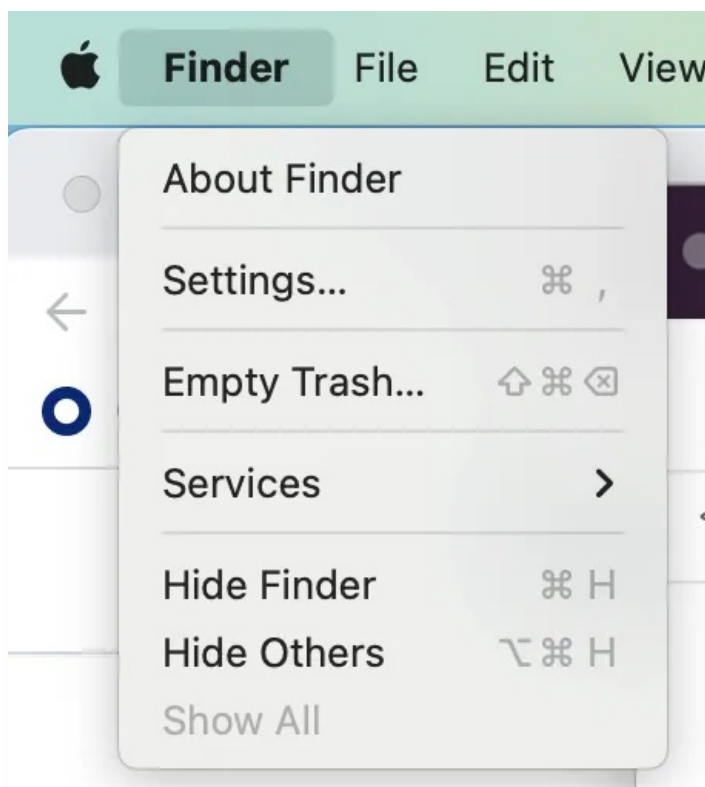 Finder File Edit View
About Finder
Settings... ⌘ ,
Empty Trash... ⇧⌘⌫
Services
Hide Finder ⌘ H
Hide Others ⌥⌘ H
Show All